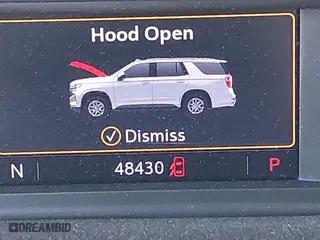 Hood Open
Dismiss
N 48430 P
DREAMBID